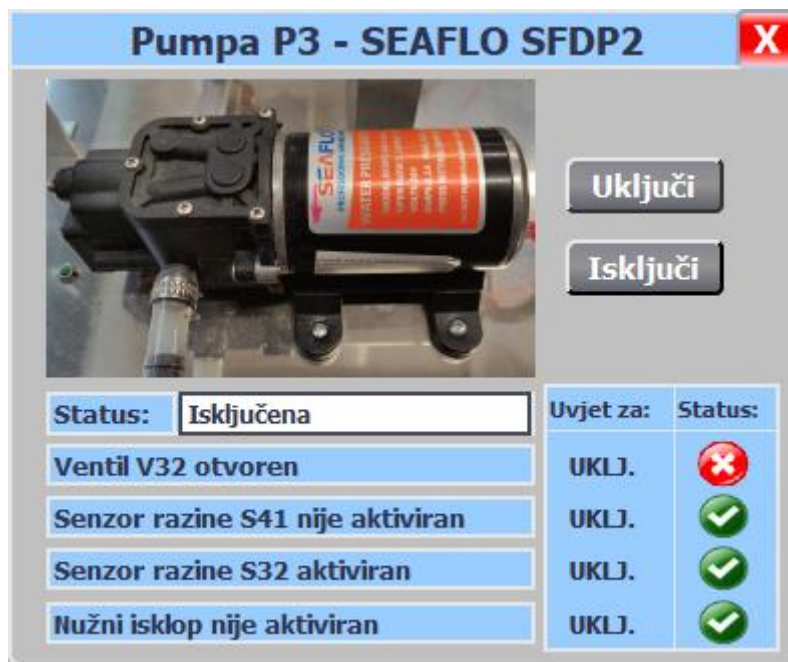 Pumpa P3 - SEAFLO SFDP2
X
SEAFLO
Uključi
Isključi
Status: Isključena
Uvjet za: Status:
Ventil V32 otvoren UKLJ.
Senzor razine S41 nije aktiviran UKLJ.
Senzor razine S32 aktiviran UKLJ.
Nužni isklop nije aktiviran UKLJ.